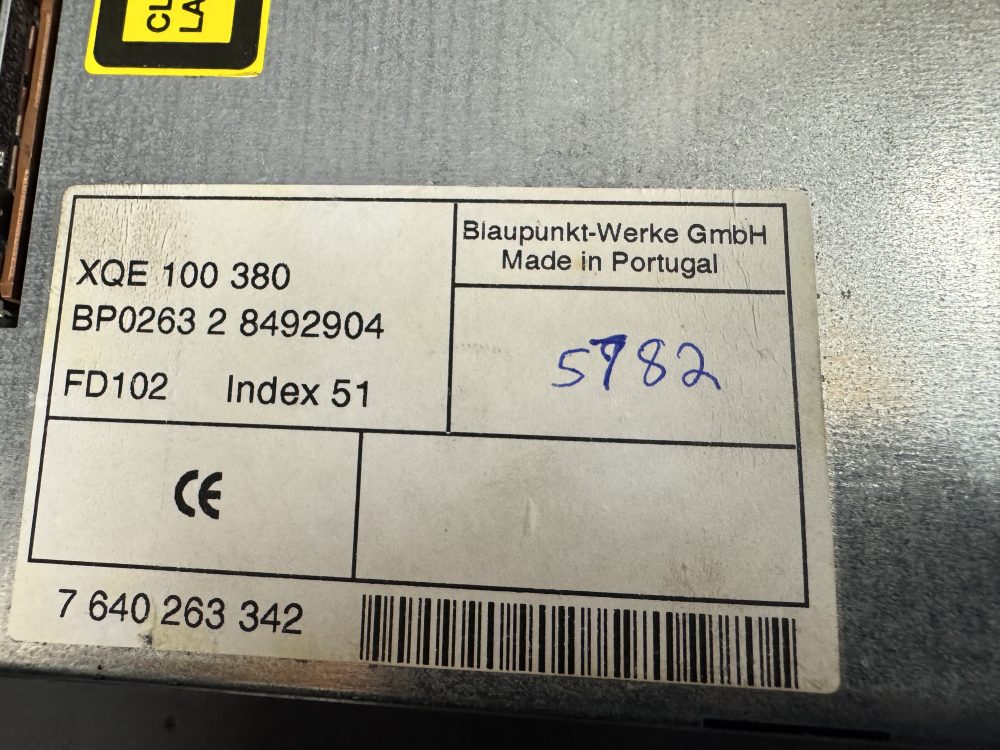 XQE 100 380
BP0263 2 8492904
FD102 Index 51
Blaupunkt-Werke GmbH
Made in Portugal
5782
CE
7 640 263 342